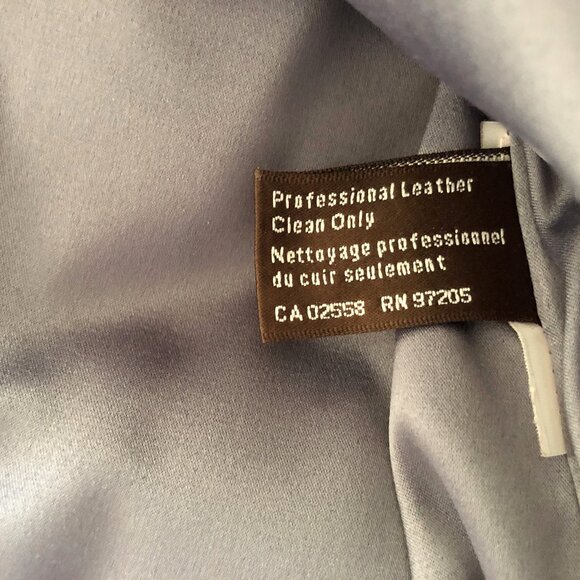 Professional Leather
Clean Only
Nettoyage professionnel
du cuir seulement
CA 02558 RN 97205